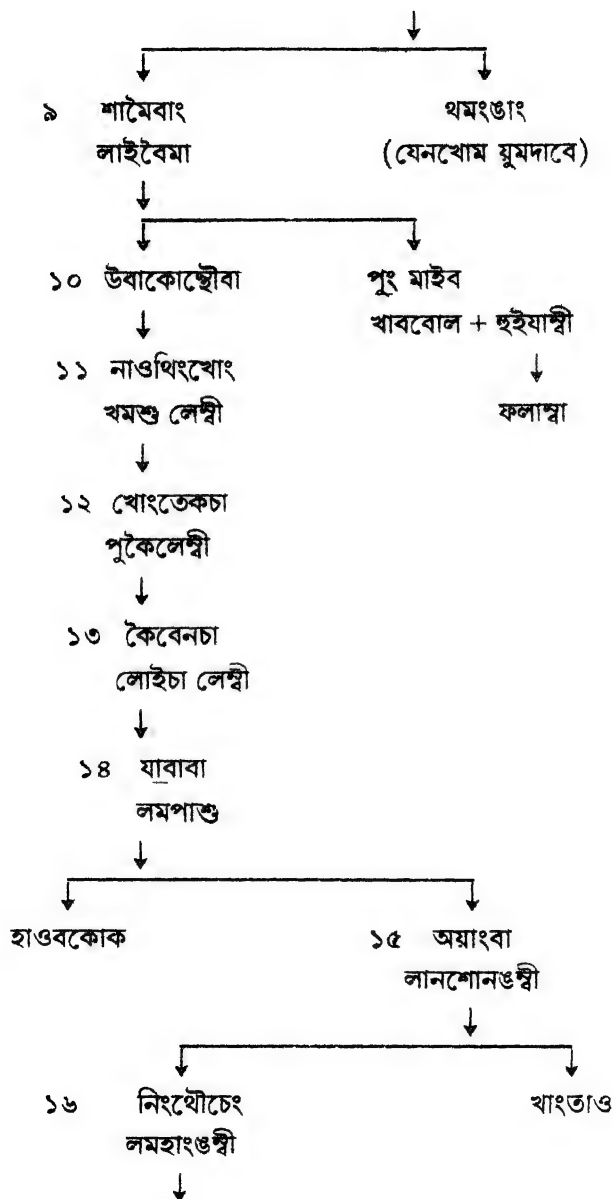 ৯ শামৈবাং থমংঙাং
লাইবৈমা (যেনখোম য়ুমদাবে)
১০ উবাকোন্থৌবা পুং মাইব
খাববোল + হুইযাম্বী
১১ নাওথিংখোং
খমশু লেম্বী ফলাম্বা
১২ খোংতেকচা
পুকৈলেম্বী
১৩ কৈবেনচা
লোইচা লেম্বী
১৪ যাবাবা
লমপাশু
হাওবকোক ১৫ অয়াংবা
লানশোনঙম্বী
১৬ নিংথৌচেং খাংতাও
লমহাংঙম্বী